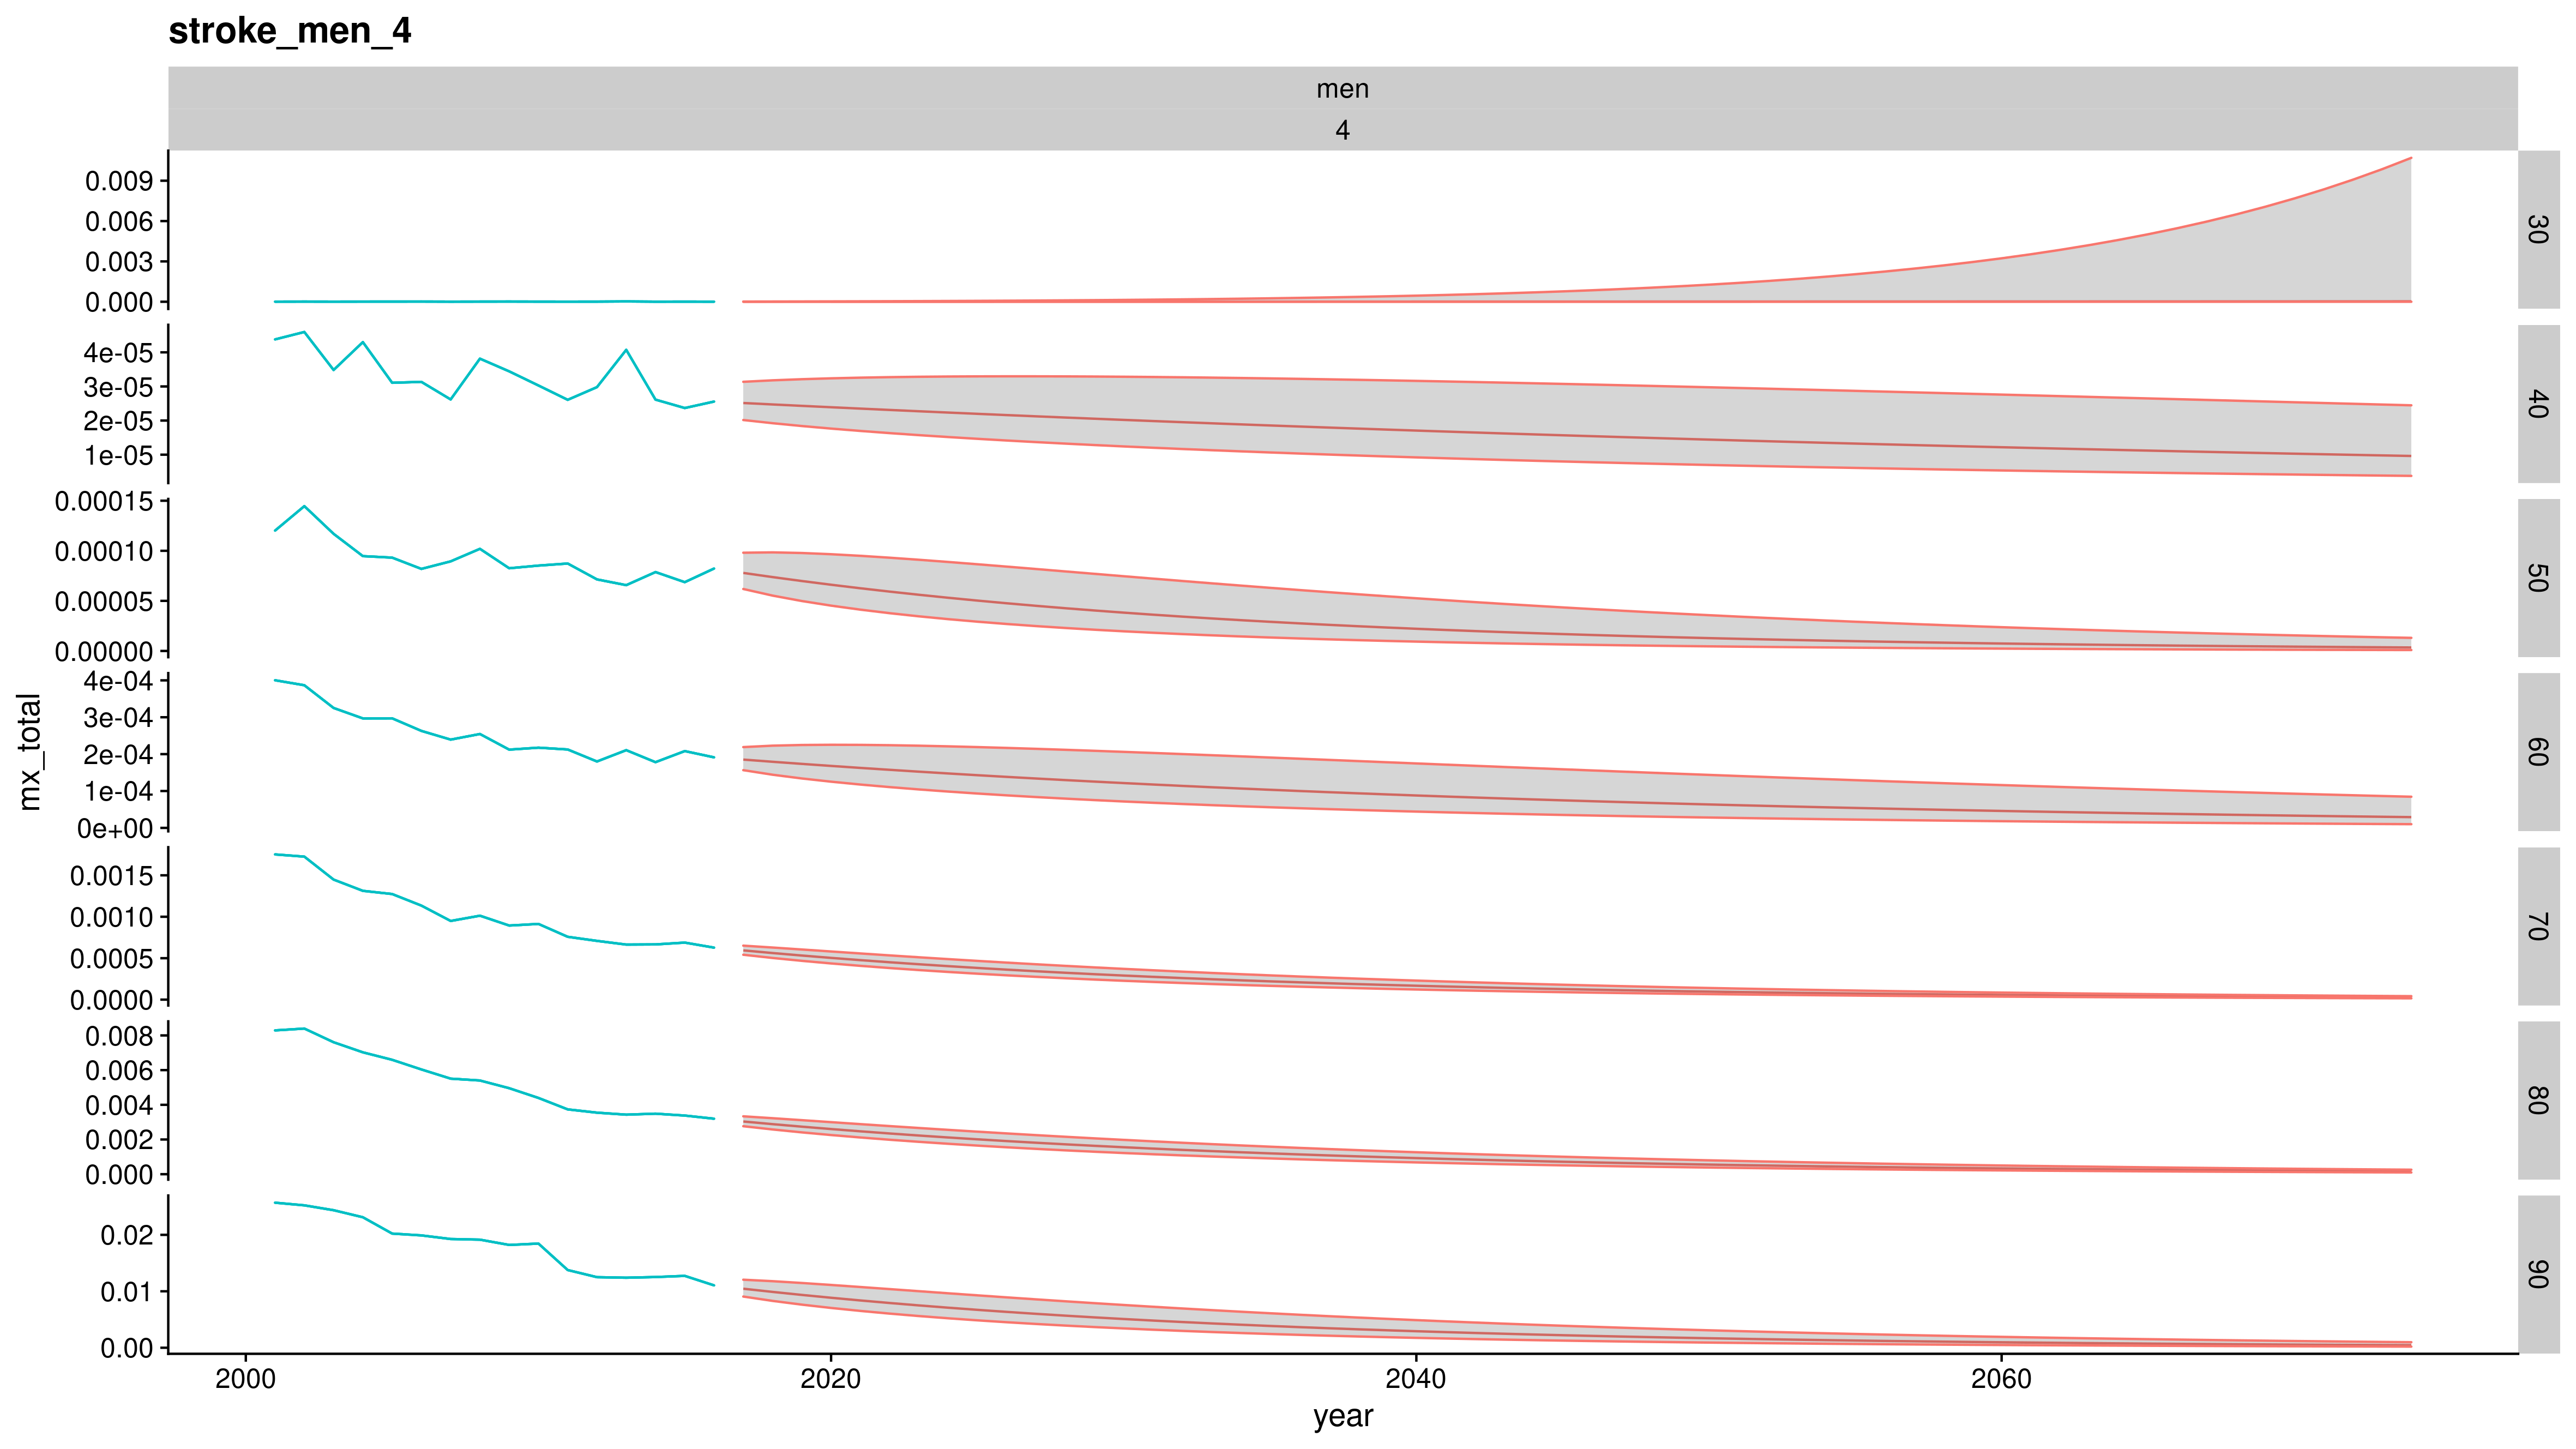 stroke_men_4
men
4
0.009
0.006
0.003
0.000
30
4e-05
3e-05
2e-05
1e-05
40
0.00015
0.00010
0.00005
0.00000
50
4e-04
3e-04
2e-04
1e-04
0e+00
60
mx_total
0.0015
0.0010
0.0005
0.0000
70
0.008
0.006
0.004
0.002
0.000
80
0.02
0.01
0.00
90
2000 2020 2040 2060
year